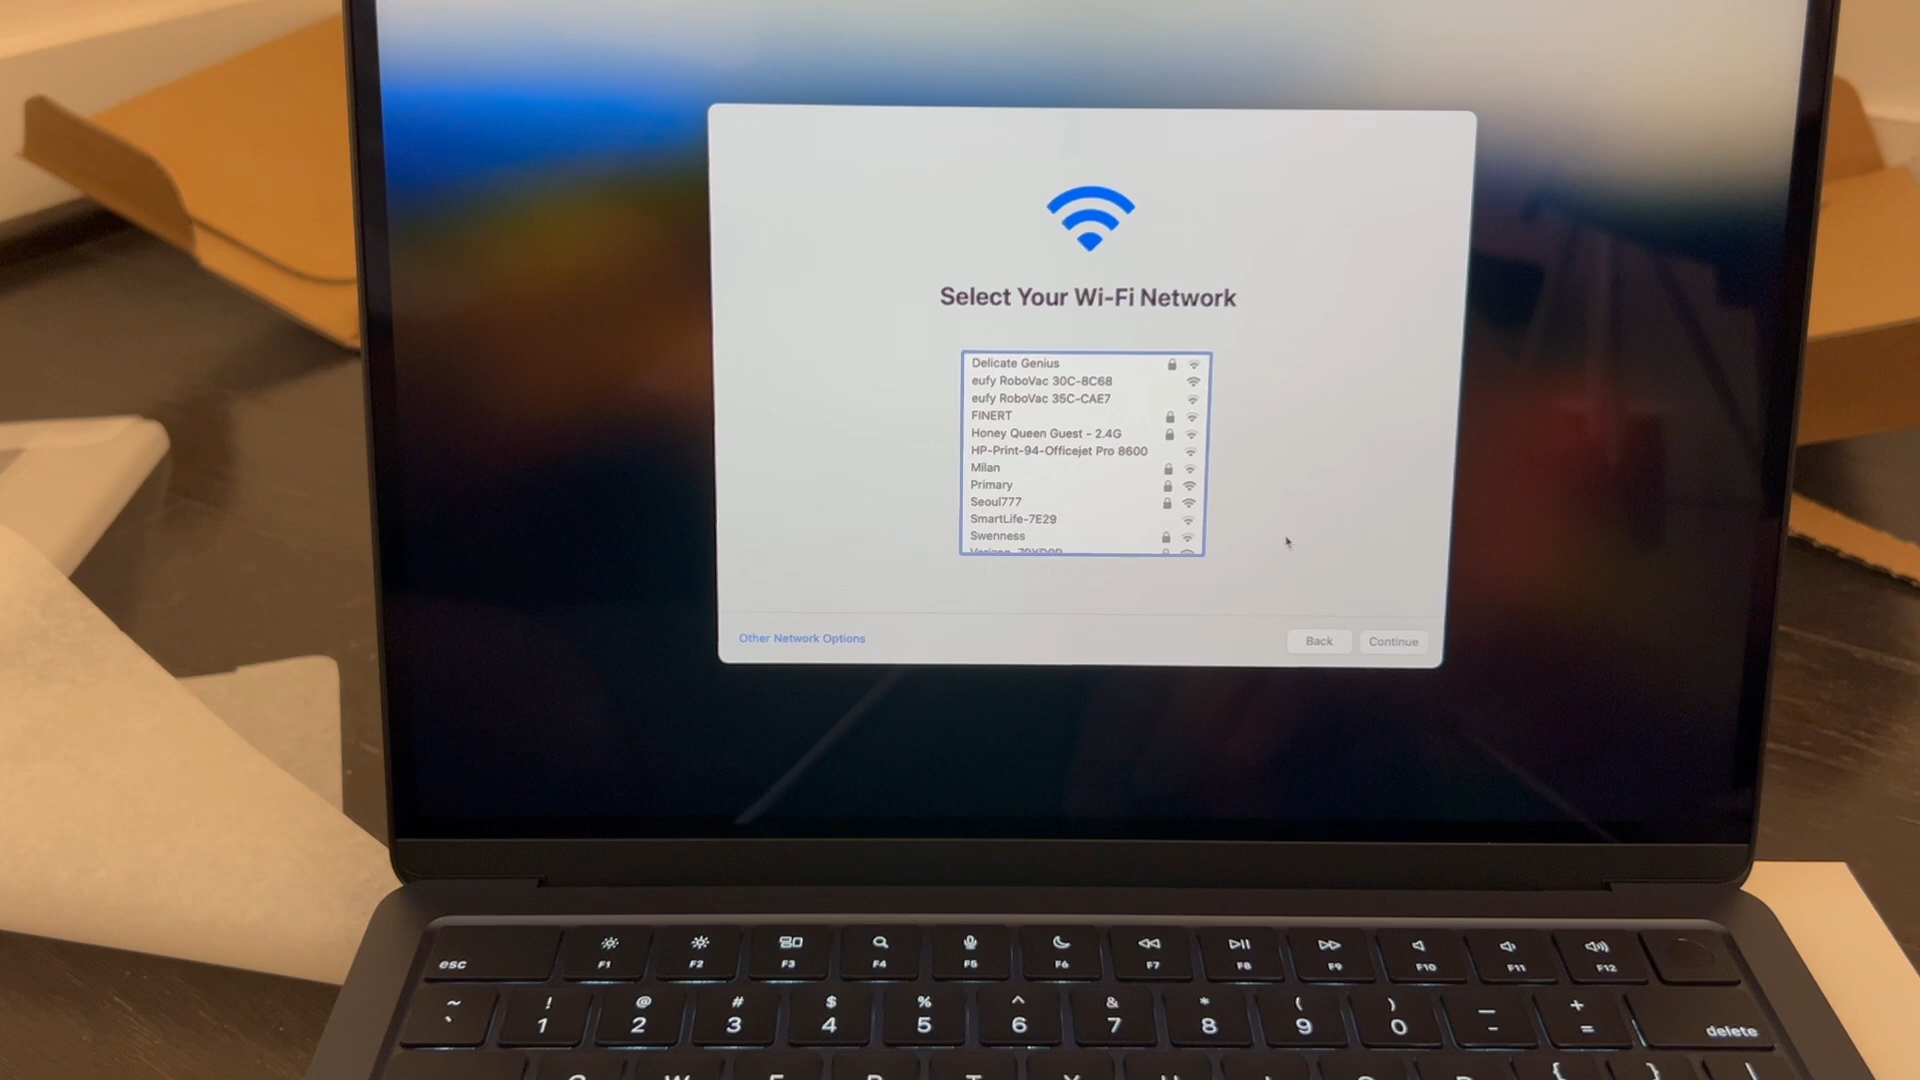 Select Your Wi-Fi Network
Delicate Genius
eufy RoboVac 30C-8C68
eufy RoboVac 35C-CAE7
FINERT
Honey Queen Guest - 2.4G
HP-Print-94-Officejet Pro 8600
Milan
Primary
Seoul777
SmartLife-7E29
Swenness
Other Network Options
Back Continue
esc F1 F2 F3 F4 F5 F6 F7 F8 F9 F10 F11 F12
~ ! @ # $ % ^ & * ( ) — +
` 1 2 3 4 5 6 7 8 9 0 - = delete